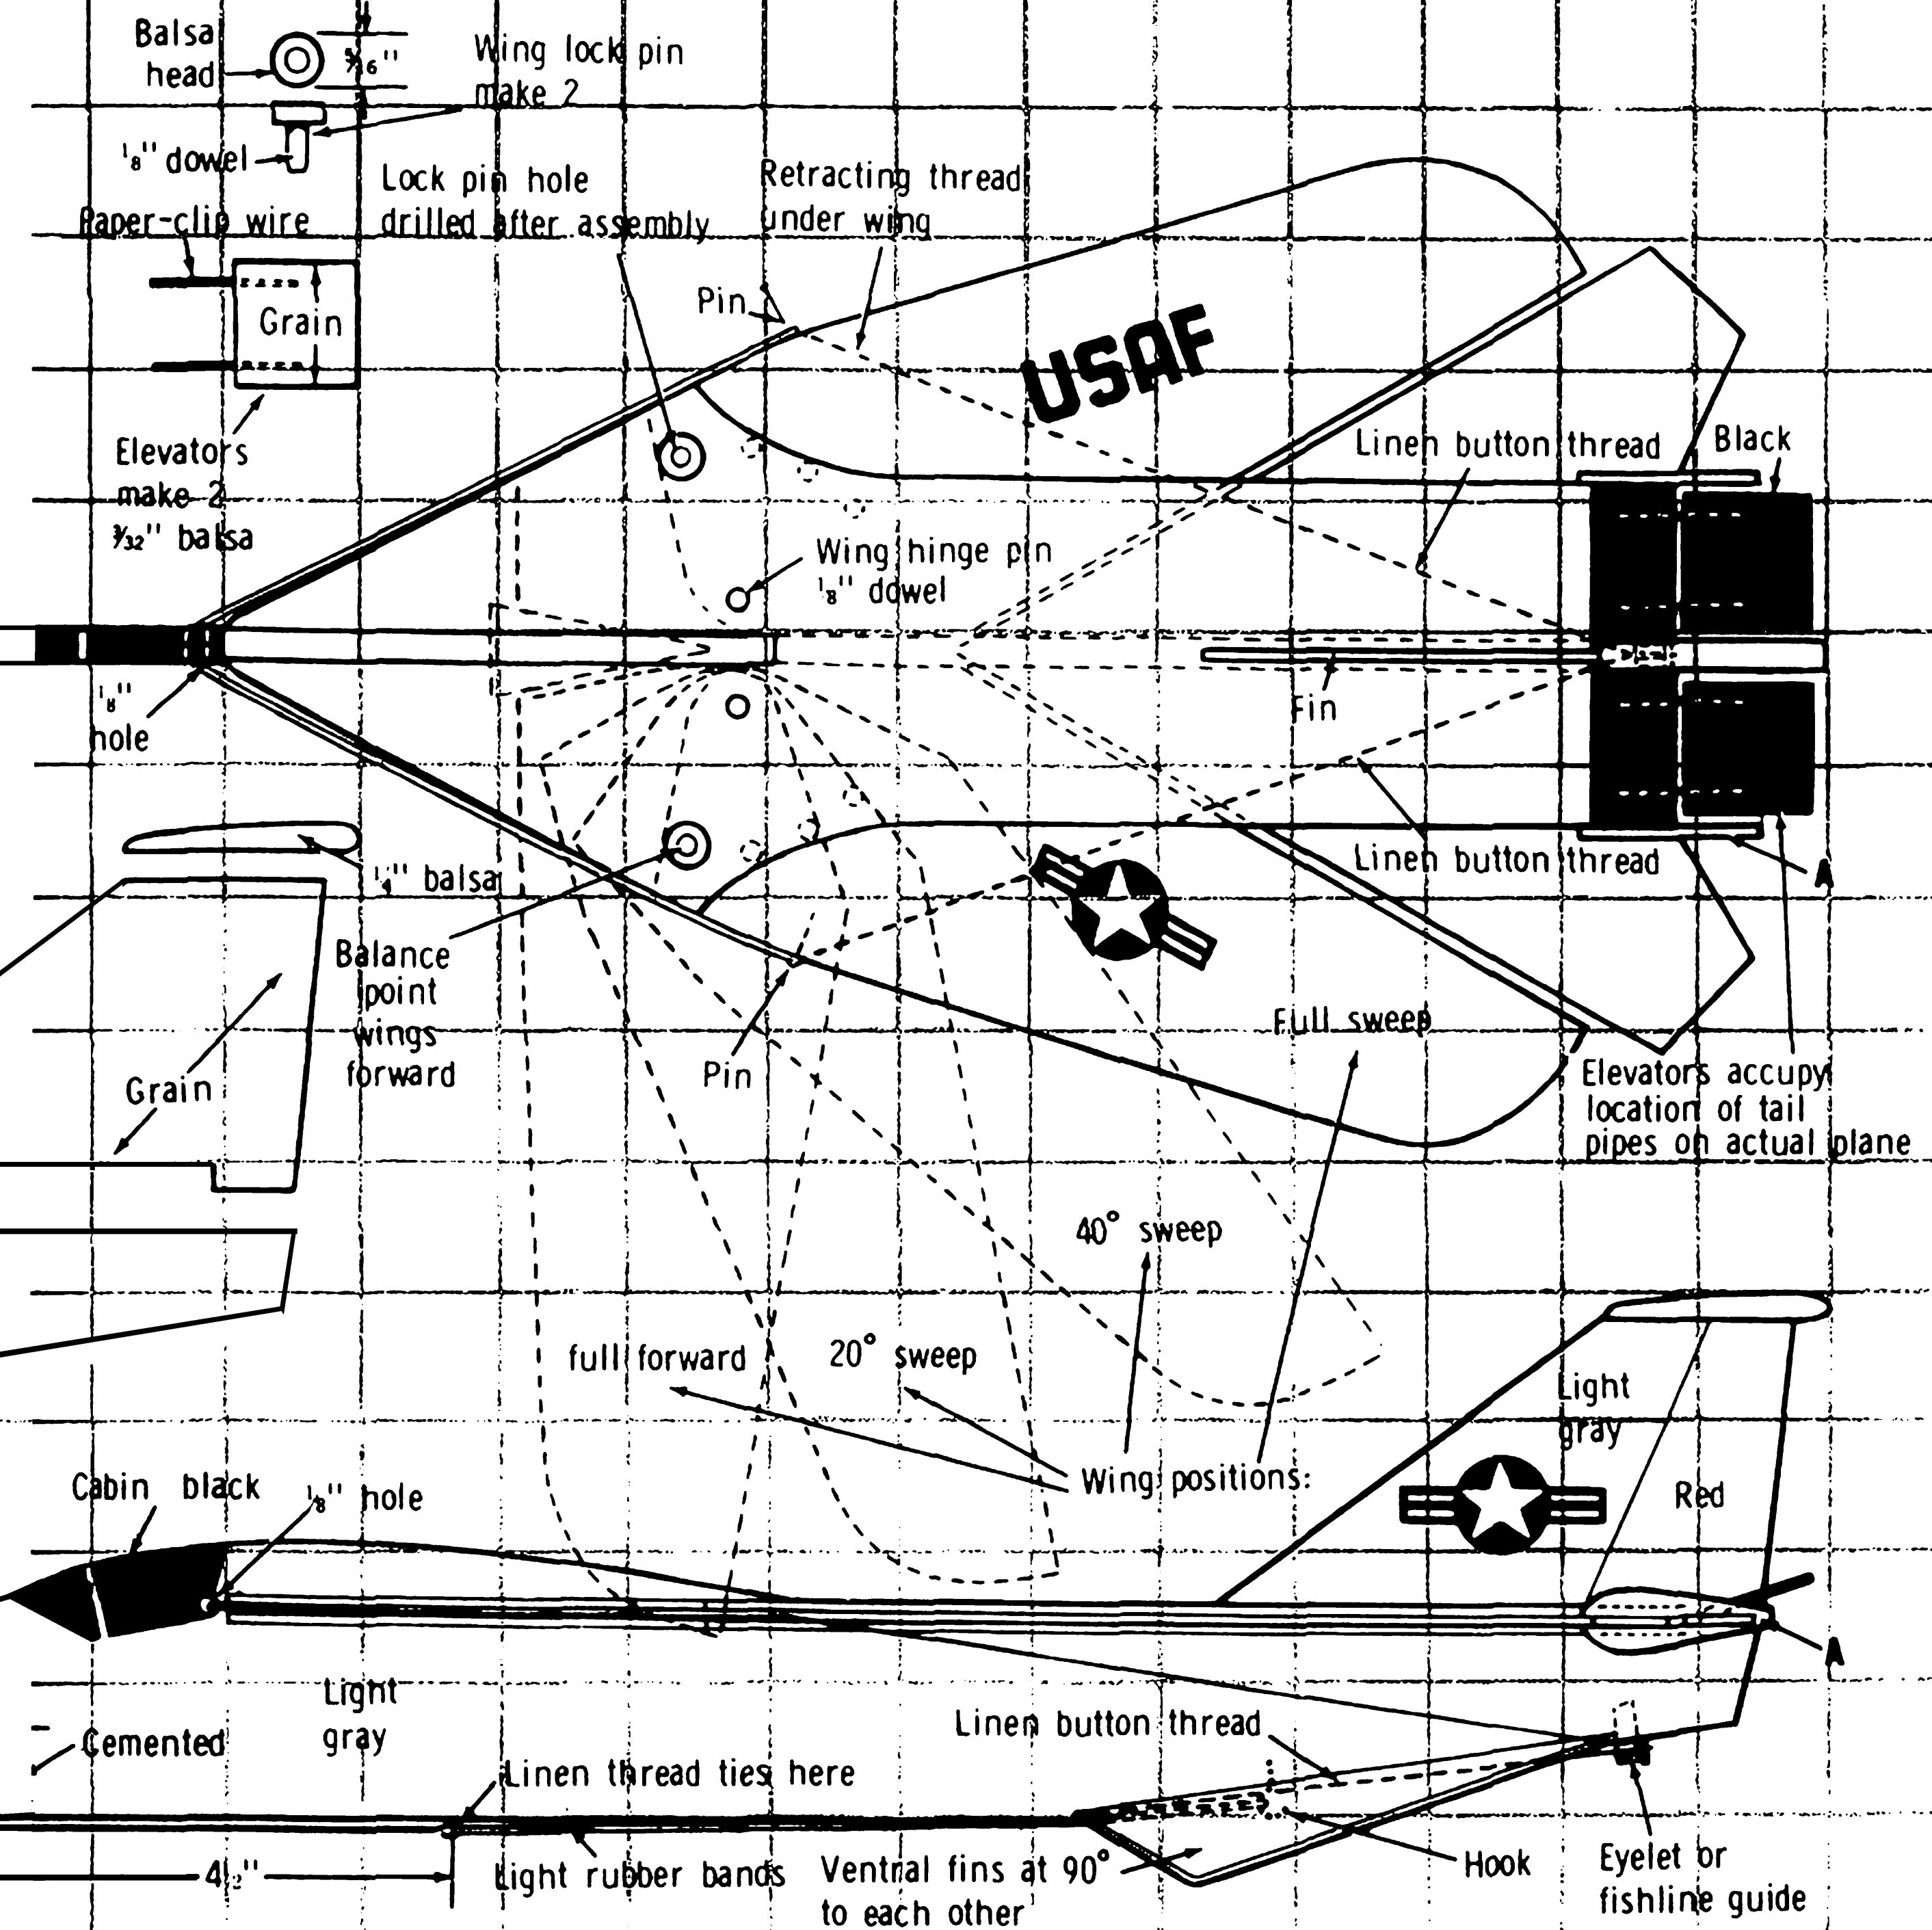 Balsa
head
5/16"
Wing lock pin
make 2
1/8" dowel
Lock pin hole
drilled after assembly
Retracting thread
under wing
Paper-clip wire
Grain
Pin
USAF
Elevators
make 2
3/32" balsa
Linen button thread
Black
Wing hinge pin
1/8" dowel
1/8"
hole
Fin
1/4" balsa
Linen button thread
A
Balance
point
wings
forward
Grain
Pin
Full sweep
Elevators accupy
location of tail
pipes on actual plane
40° sweep
full forward
20° sweep
Light
gray
Wing positions:
Red
Cabin black
1/8" hole
A
Light
gray
Cemented
Linen button thread
Linen thread ties here
4 1/2"
Light rubber bands
Ventral fins at 90°
to each other
Hook
Eyelet or
fishline guide